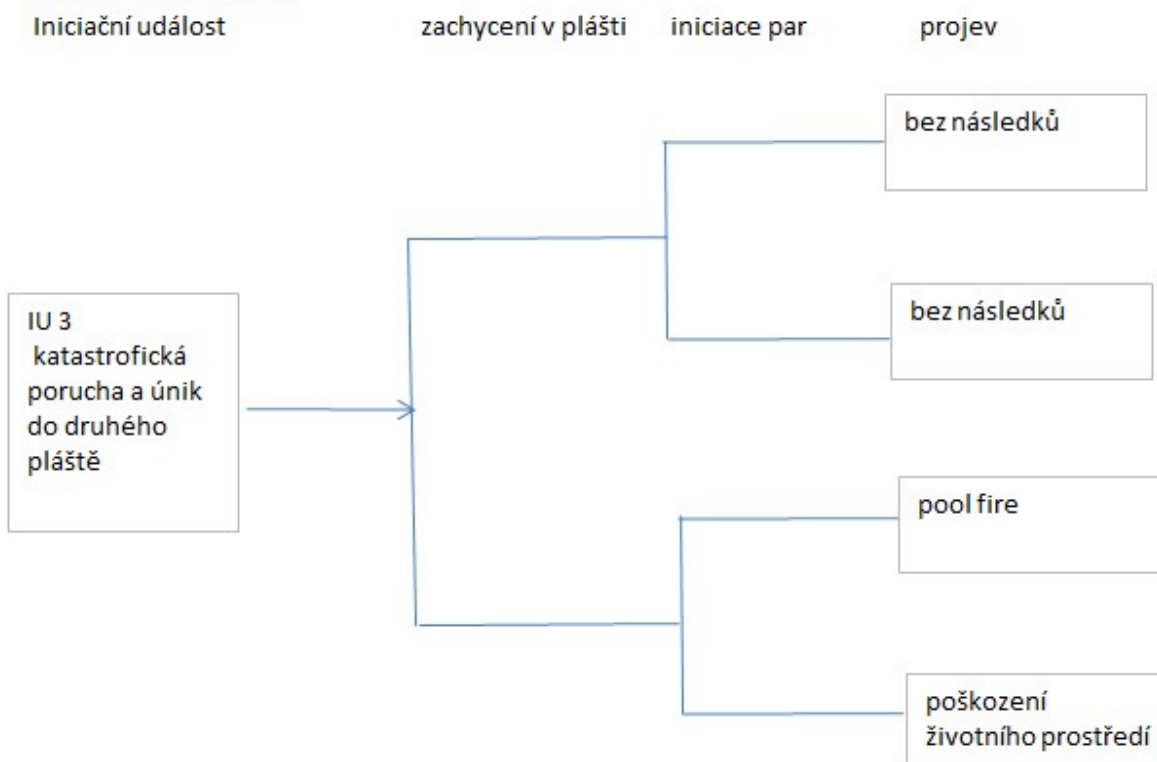 Iniciační událost
zachycení v plášti
iniciace par
projev
bez následků
bez následků
IU 3
katastrofická
porucha a únik
do druhého
pláště
pool fire
poškození
životního prostředí